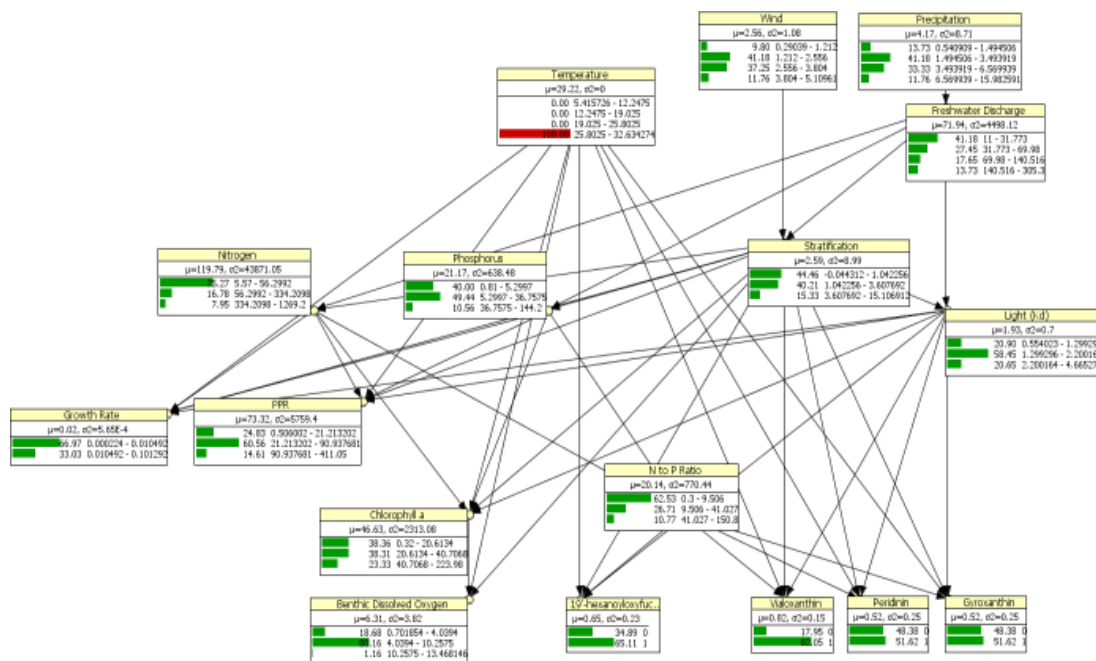 Wind
μ=2.56, σ2=1.08
9.80 0.29039 - 1.212
41.18 1.212 - 2.556
37.25 2.556 - 3.804
11.76 3.804 - 5.10961
Precipitation
μ=4.17, σ2=8.71
13.73 0.540909 - 1.494506
41.18 1.494506 - 3.493919
33.33 3.493919 - 6.569939
11.76 6.569939 - 15.982591
Temperature
μ=29.22, σ2=0
0.00 5.415726 - 12.2475
0.00 12.2475 - 19.025
0.00 19.025 - 25.8025
100.00 25.8025 - 32.634274
Freshwater Discharge
μ=71.94, σ2=4498.12
41.18 11 - 31.773
27.45 31.773 - 69.98
17.65 69.98 - 140.516
13.73 140.516 - 305.3
Nitrogen
μ=119.79, σ2=43871.05
5.57 - 56.2992
16.78 56.2992 - 334.2098
7.95 334.2098 - 1269.2
Phosphorus
μ=21.17, σ2=638.48
40.00 0.81 - 5.2997
49.44 5.2997 - 36.7575
10.56 36.7575 - 144.2
Stratification
μ=2.59, σ2=8.99
44.46 -0.044312 - 1.042256
40.21 1.042256 - 3.607692
15.33 3.607692 - 15.106912
Light (Kd)
μ=1.93, σ2=0.7
20.90 0.554023 - 1.29929
58.45 1.299296 - 2.20016
20.65 2.200164 - 4.66527
Growth Rate
μ=0.02, σ2=5.65E-4
66.97 0.000224 - 0.010492
33.03 0.010492 - 0.101292
PPR
μ=73.32, σ2=5759.4
24.83 0.506002 - 21.213202
60.56 21.213202 - 90.937681
14.61 90.937681 - 411.05
N to P Ratio
μ=20.14, σ2=770.44
62.53 0.3 - 9.506
26.71 9.506 - 41.027
10.77 41.027 - 150.8
Chlorophyll a
μ=46.63, σ2=2313.08
38.36 0.32 - 20.6134
38.31 20.6134 - 40.7068
23.33 40.7068 - 223.98
Benthic Dissolved Oxygen
μ=6.31, σ2=3.82
18.68 0.701854 - 4.0394
4.0394 - 10.2575
1.16 10.2575 - 13.468146
19'-hexanoyloxyfuc...
μ=0.65, σ2=0.23
34.89 0
65.11 1
Vialoxanthin
μ=0.82, σ2=0.15
17.95 0
82.05 1
Peridinin
μ=0.52, σ2=0.25
48.38 0
51.62 1
Gyroxanthin
μ=0.52, σ2=0.25
48.38 0
51.62 1